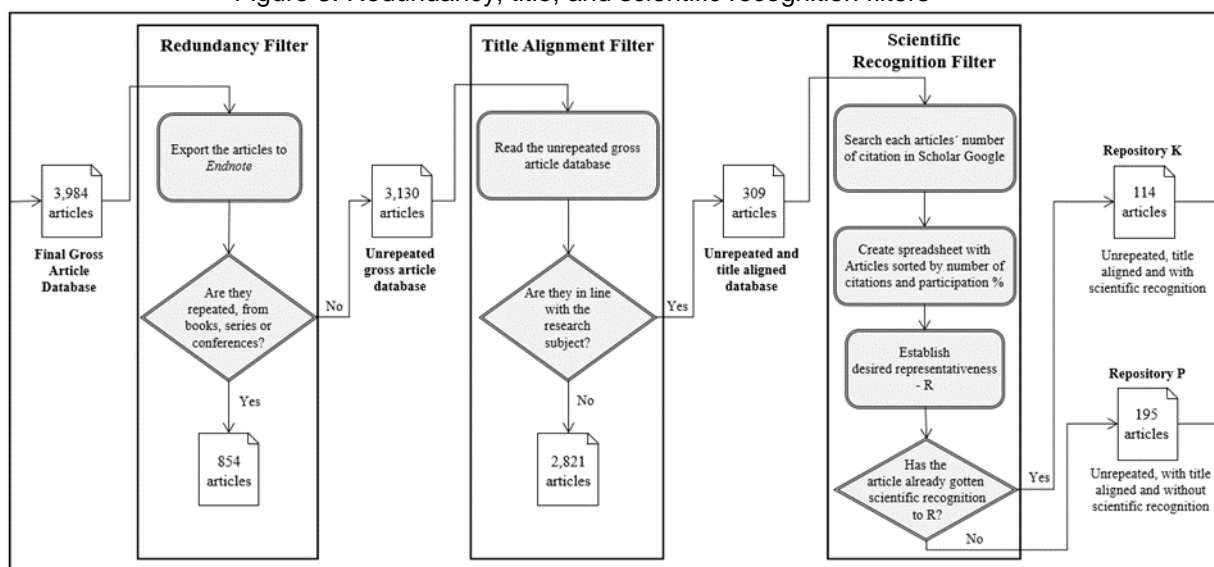 Redundancy Filter
Export the articles to
Endnote
3,984
articles
Final Gross
Article
Database
Are they
repeated, from
books, series or
conferences?
No
Yes
854
articles
3,130
articles
Unrepeated
gross article
database
Title Alignment Filter
Read the unrepeated gross
article database
Are they in line
with the
research
subject?
Yes
No
2,821
articles
309
articles
Unrepeated and
title aligned
database
Scientific
Recognition Filter
Search each articles´ number
of citation in Scholar Google
Create spreadsheet with
Articles sorted by number of
citations and participation %
Establish
desired representativeness
- R
Has the
article already gotten
scientific recognition
to R?
Yes
No
Repository K
114
articles
Unrepeated, title
aligned and with
scientific recognition
Repository P
195
articles
Unrepeated, with title
aligned and without
scientific recognition